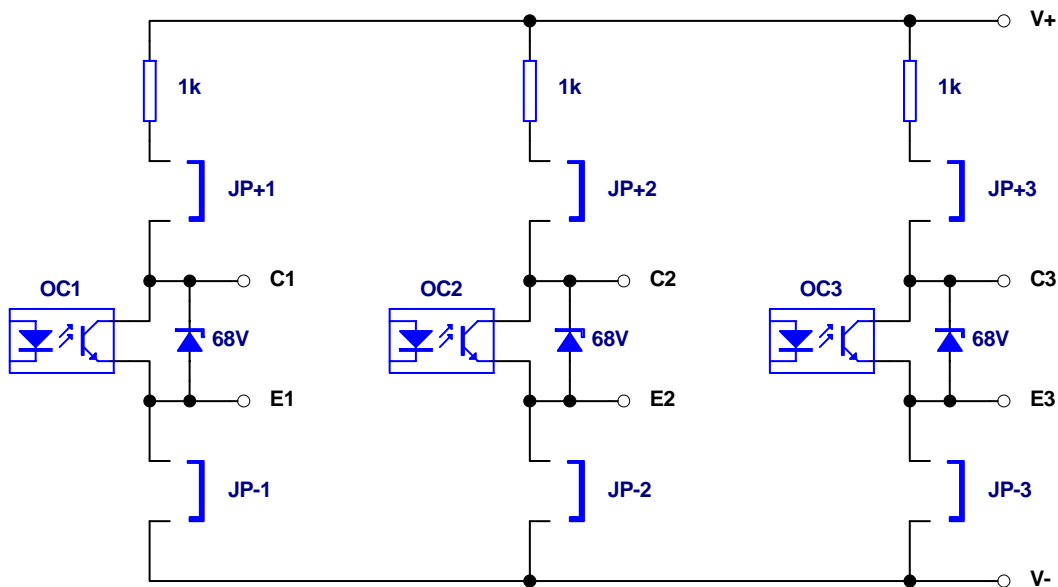 V+
1k 1k 1k
JP+1 JP+2 JP+3
C1 C2 C3
OC1 OC2 OC3
68V 68V 68V
E1 E2 E3
JP-1 JP-2 JP-3
V-